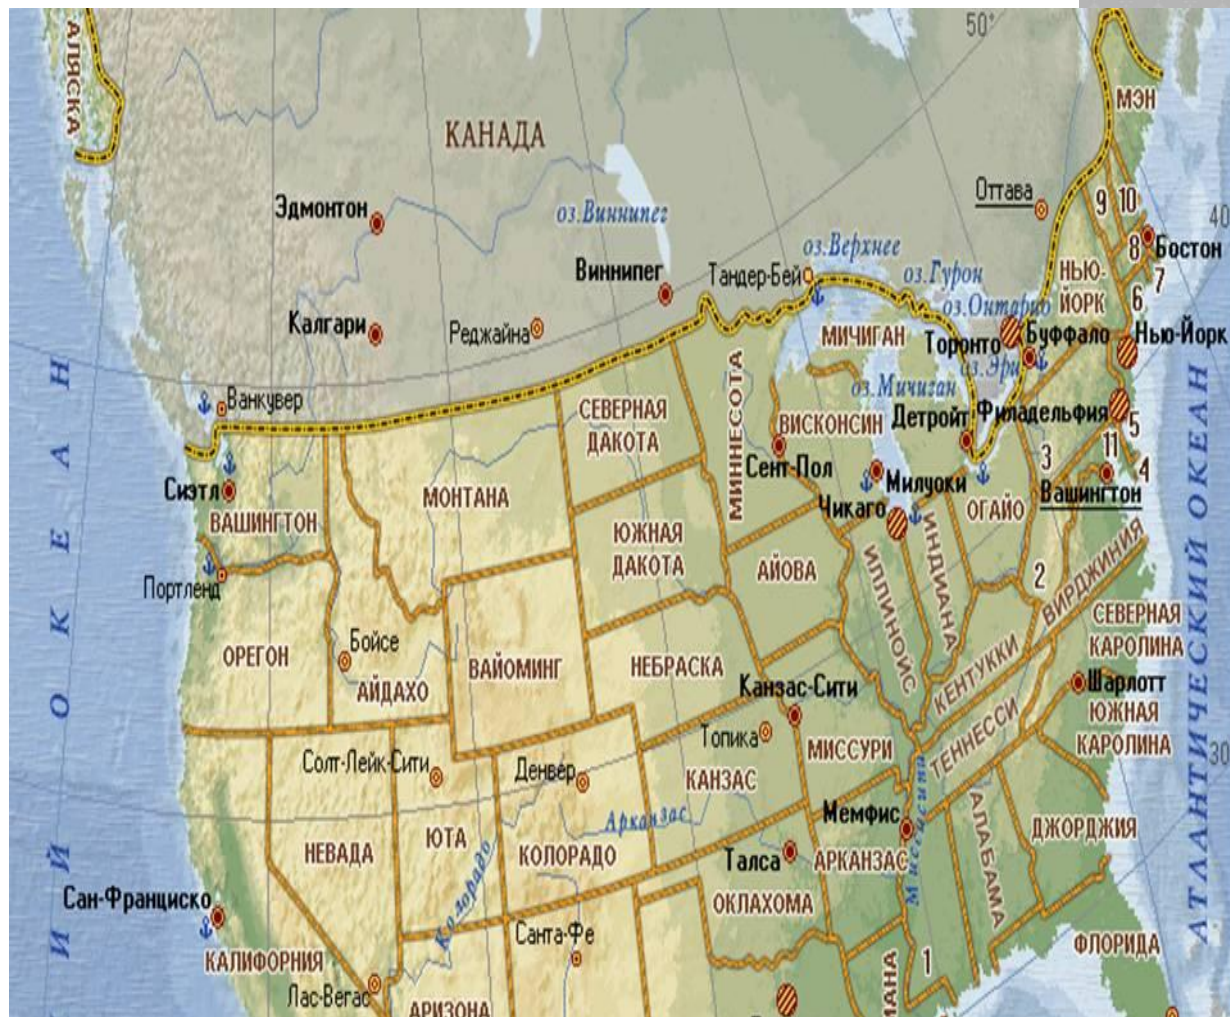 50°
АЛЯСКА
МЭН
КАНАДА
Оттава
9
10
Эдмонтон
40
оз.Виннипег
оз.Верхнее
8
Бостон
Виннипег
Тандер-Бей
оз.Гурон
НЬЮ-
ЙОРК
7
6
оз.Онтарио
Калгари
Реджайна
МИЧИГАН
Торонто
Буффало
Нью-Йорк
оз.Эри
оз.Мичиган
Ванкувер
СЕВЕРНАЯ
ДАКОТА
МИННЕСОТА
ВИСКОНСИН
Детройт
Филадельфия
5
11
3
4
Сент-Пол
Милуоки
Вашингтон
Сиэтл
МОНТАНА
ВАШИНГТОН
Чикаго
ОГАЙО
ЮЖНАЯ
ДАКОТА
АЙОВА
ИЛЛИНОЙС
ИНДИАНА
2
ВИРДЖИНИЯ
Портленд
СЕВЕРНАЯ
КАРОЛИНА
Бойсе
ОРЕГОН
АЙДАХО
ВАЙОМИНГ
НЕБРАСКА
КЕНТУККИ
Канзас-Сити
Шарлотт
ЮЖНАЯ
КАРОЛИНА
Топика
МИССУРИ
ТЕННЕССИ
30
Солт-Лейк-Сити
Денвер
КАНЗАС
Арканзас
Мемфис
Миссисипи
АЛАБАМА
ДЖОРДЖИЯ
НЕВАДА
ЮТА
КОЛОРАДО
Колорадо
Талса
АРКАНЗАС
ОКЛАХОМА
Сан-Франциско
Санта-Фе
КАЛИФОРНИЯ
ФЛОРИДА
1
Лас-Вегас
АРИЗОНА
ИАНА
ИЙ ОКЕАН
АТЛАНТИЧЕСКИЙ ОКЕАН